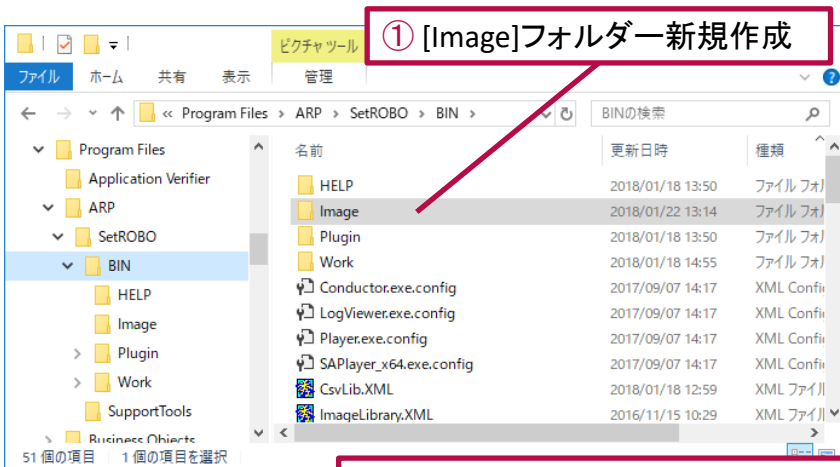 ① [Image]フォルダー新規作成
ピクチャ ツール
ファイル ホーム 共有 表示 管理
« Program Files › ARP › SetROBO › BIN ›
BINの検索
Program Files
Application Verifier
ARP
SetROBO
BIN
HELP
Image
Plugin
Work
SupportTools
Business Objects
名前 更新日時 種類
HELP 2018/01/18 13:50 ファイル フォル
Image 2018/01/22 13:14 ファイル フォル
Plugin 2018/01/18 13:50 ファイル フォル
Work 2018/01/18 14:55 ファイル フォル
Conductor.exe.config 2017/09/07 14:17 XML Config
LogViewer.exe.config 2017/09/07 14:17 XML Config
Player.exe.config 2017/09/07 14:17 XML Config
SAPlayer_x64.exe.config 2017/09/07 14:17 XML Config
CsvLib.XML 2018/01/18 12:59 XML ファイル
ImageLibrary.XML 2016/11/15 10:29 XML ファイル
51 個の項目 1 個の項目を選択